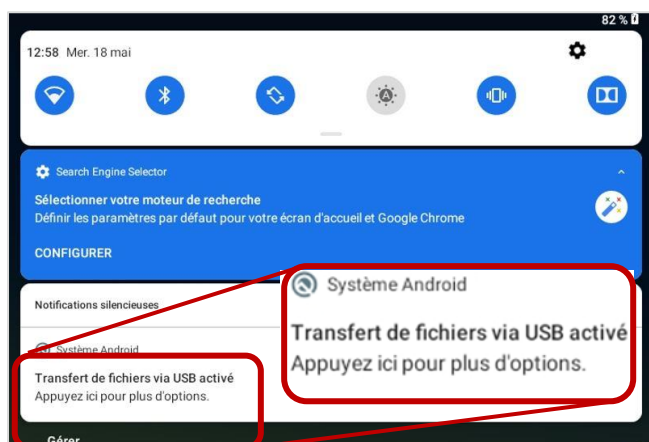 82 %
12:58 Mer. 18 mai
A
Search Engine Selector
Sélectionner votre moteur de recherche
Définir les paramètres par défaut pour votre écran d'accueil et Google Chrome
CONFIGURER
Notifications silencieuses
Système Android
Transfert de fichiers via USB activé
Appuyez ici pour plus d'options.
Système Android
Transfert de fichiers via USB activé
Appuyez ici pour plus d'options.
Gérer